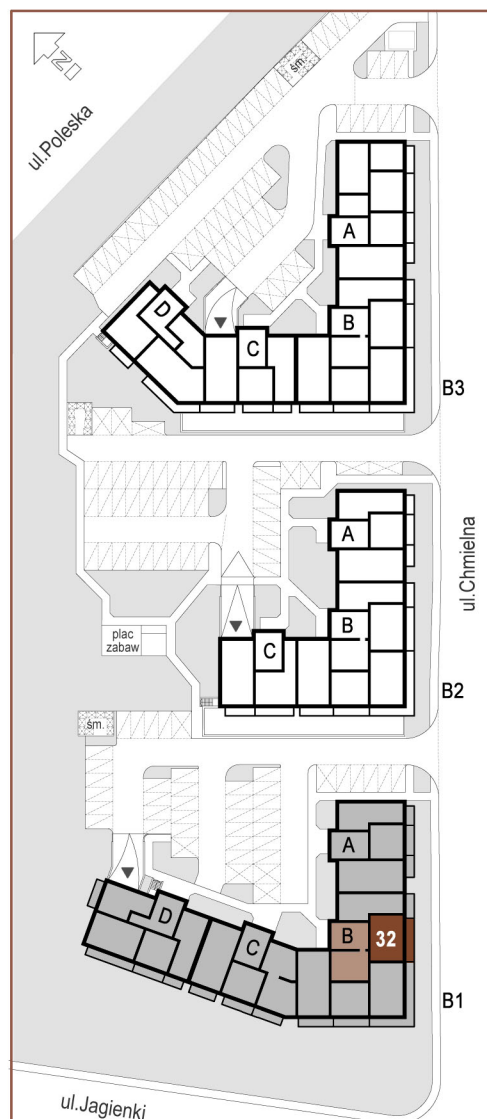 N
ul.Poleska
śm.
A
D
B
C
B3
A
ul.Chmielna
B
plac
zabaw
C
B2
śm.
A
D
C
B
32
B1
ul.Jagienki